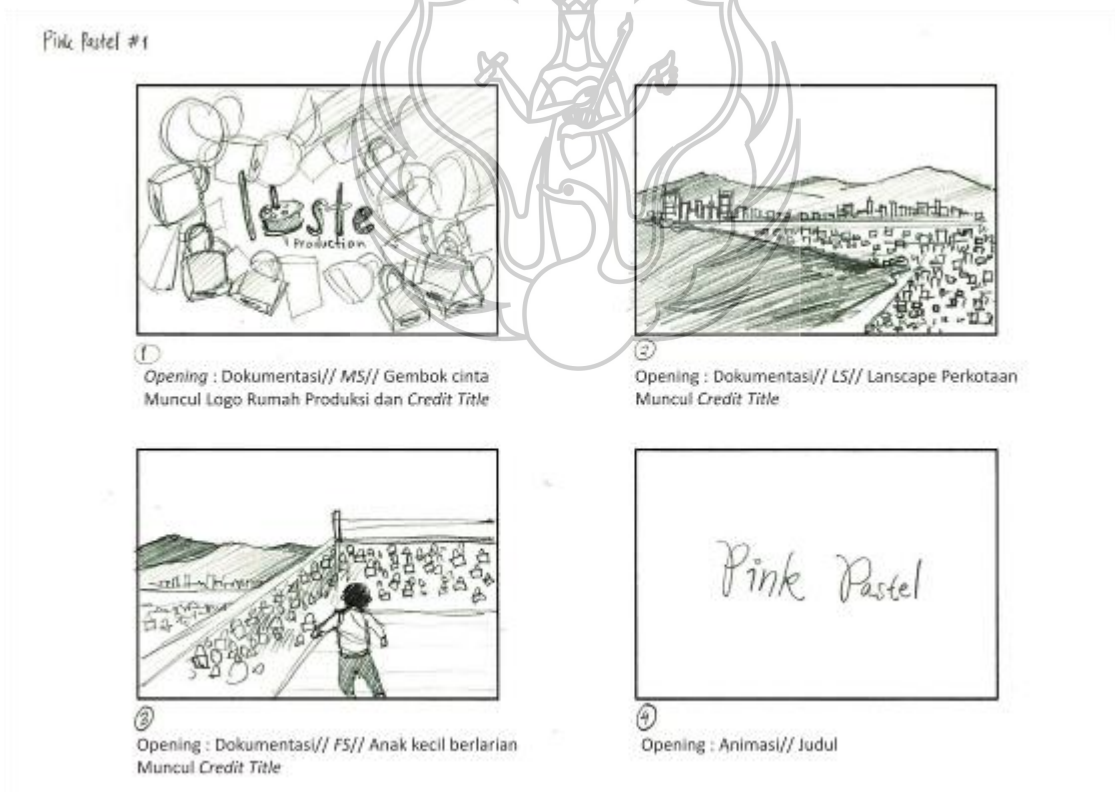 Pink Pastel #1
laste
Production
1
Opening : Dokumentasi// MS// Gembok cinta
Muncul Logo Rumah Produksi dan Credit Title
2
Opening : Dokumentasi// LS// Lanscape Perkotaan
Muncul Credit Title
3
Opening : Dokumentasi// FS// Anak kecil berlarian
Muncul Credit Title
Pink Pastel
4
Opening : Animasi// Judul